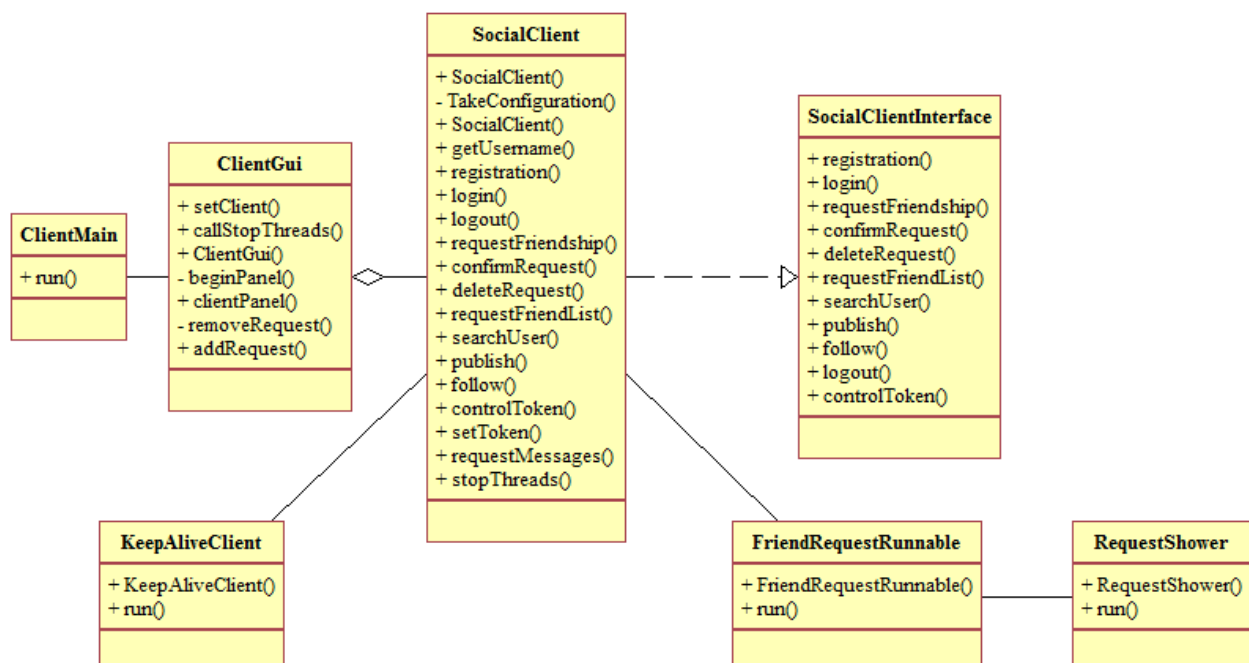 ClientMain
+ run()
ClientGui
+ setClient()
+ callStopThreads()
+ ClientGui()
- beginPanel()
+ clientPanel()
- removeRequest()
+ addRequest()
SocialClient
+ SocialClient()
- TakeConfiguration()
+ SocialClient()
+ getUsername()
+ registration()
+ login()
+ logout()
+ requestFriendship()
+ confirmRequest()
+ deleteRequest()
+ requestFriendList()
+ searchUser()
+ publish()
+ follow()
+ controlToken()
+ setToken()
+ requestMessages()
+ stopThreads()
SocialClientInterface
+ registration()
+ login()
+ requestFriendship()
+ confirmRequest()
+ deleteRequest()
+ requestFriendList()
+ searchUser()
+ publish()
+ follow()
+ logout()
+ controlToken()
KeepAliveClient
+ KeepAliveClient()
+ run()
FriendRequestRunnable
+ FriendRequestRunnable()
+ run()
RequestShower
+ RequestShower()
+ run()